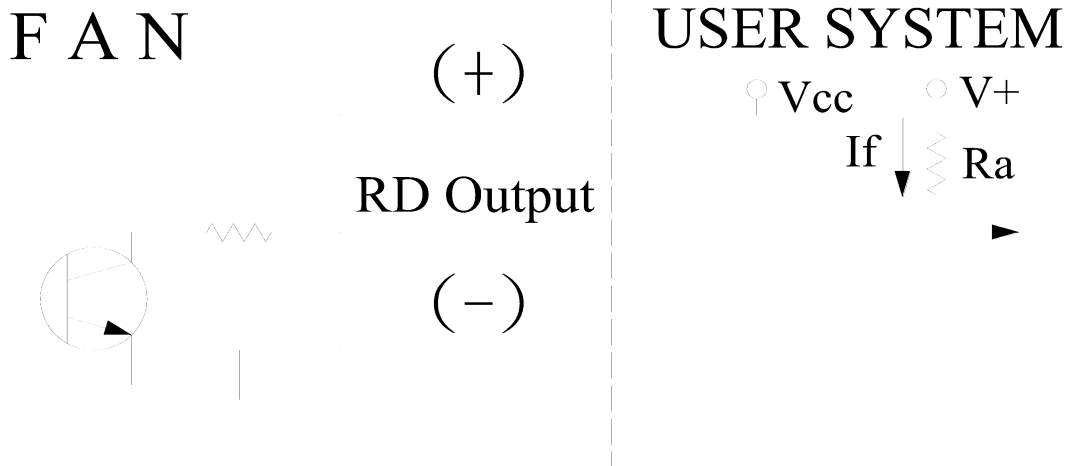 F A N
(+)
USER SYSTEM
Vcc
V+
If
Ra
RD Output
(−)